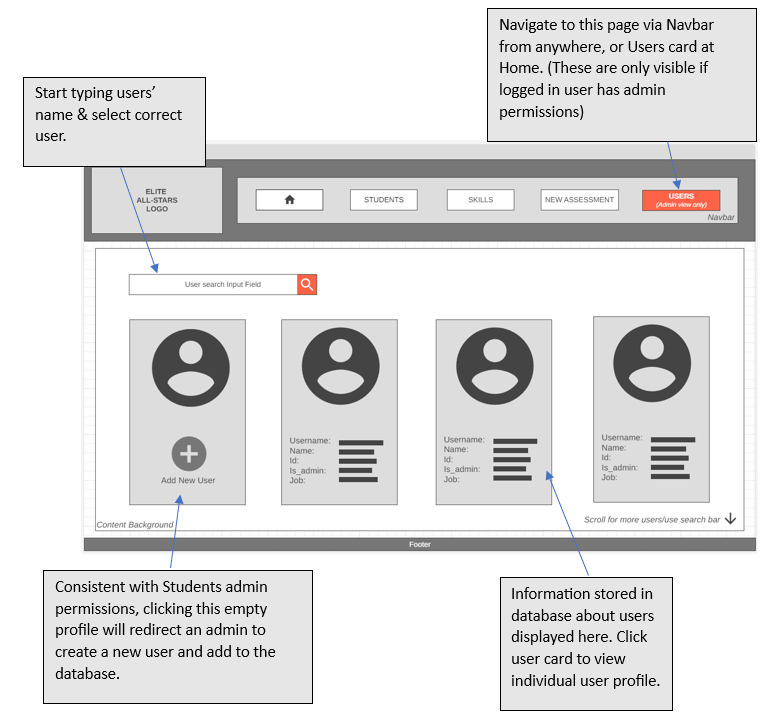 Navigate to this page via Navbar
from anywhere, or Users card at
Home. (These are only visible if
logged in user has admin
permissions)
Start typing users’
name & select correct
user.
ELITE
ALL-STARS
LOGO
STUDENTS
SKILLS
NEW ASSESSMENT
USERS
(Admin view only)
Navbar
User search Input Field
Add New User
Username:
Name:
Id:
Is_admin:
Job:
Username:
Name:
Id:
Is_admin:
Job:
Username:
Name:
Id:
Is_admin:
Job:
Content Background
Scroll for more users/use search bar
Footer
Consistent with Students admin
permissions, clicking this empty
profile will redirect an admin to
create a new user and add to the
database.
Information stored in
database about users
displayed here. Click
user card to view
individual user profile.